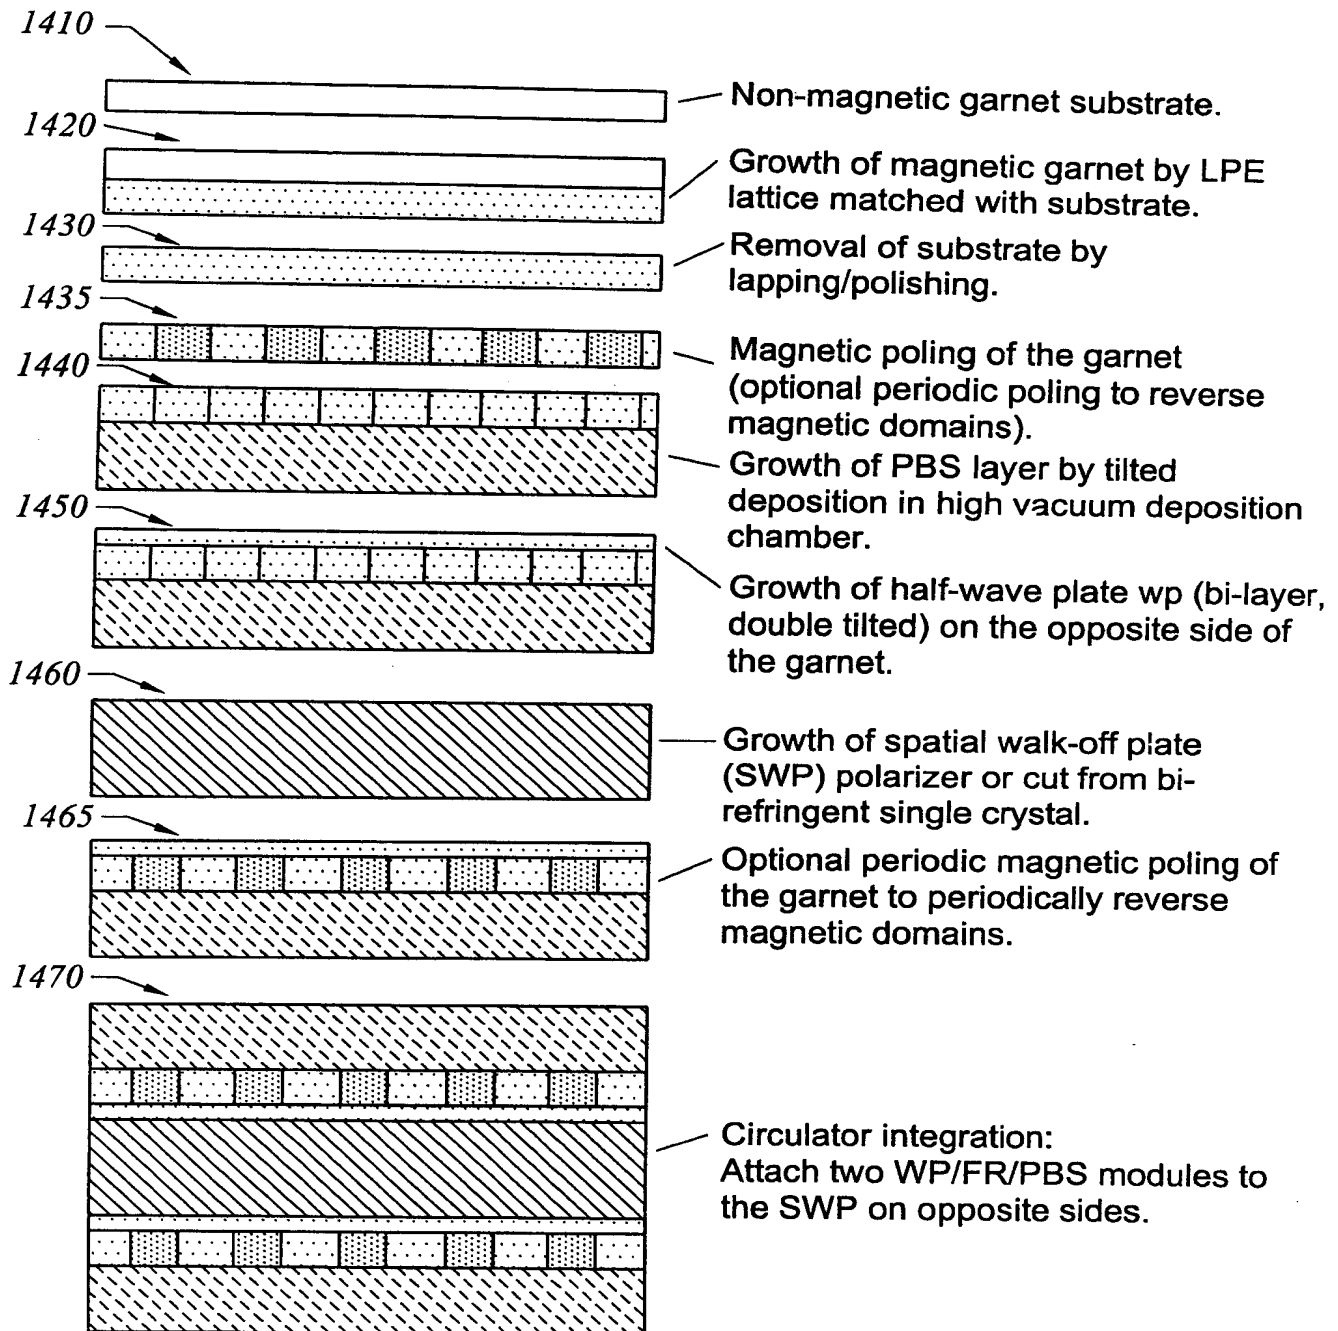 1410
Non-magnetic garnet substrate.
1420
Growth of magnetic garnet by LPE
lattice matched with substrate.
1430
Removal of substrate by
lapping/polishing.
1435
Magnetic poling of the garnet
(optional periodic poling to reverse
magnetic domains).
1440
Growth of PBS layer by tilted
deposition in high vacuum deposition
chamber.
1450
Growth of half-wave plate wp (bi-layer,
double tilted) on the opposite side of
the garnet.
1460
Growth of spatial walk-off plate
(SWP) polarizer or cut from bi-
refringent single crystal.
1465
Optional periodic magnetic poling of
the garnet to periodically reverse
magnetic domains.
1470
Circulator integration:
Attach two WP/FR/PBS modules to
the SWP on opposite sides.